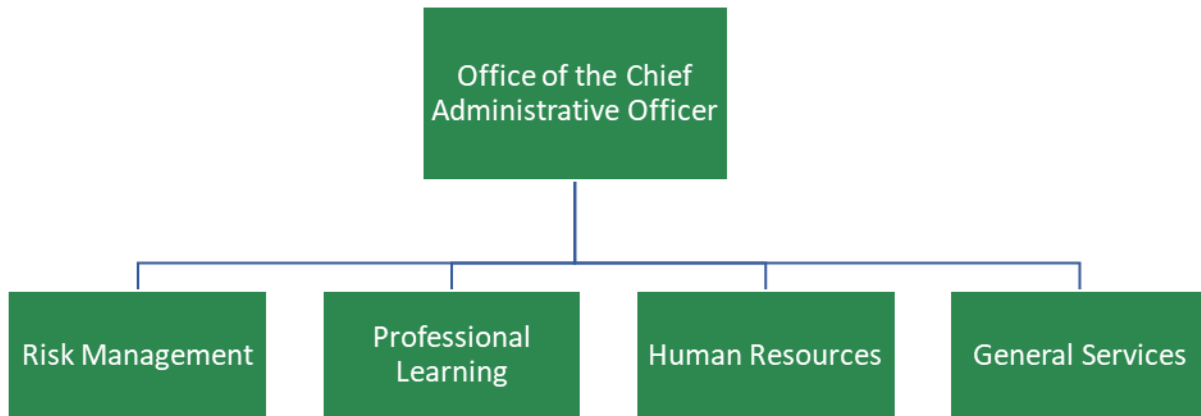 Office of the Chief
Administrative Officer
Risk Management
Professional
Learning
Human Resources
General Services